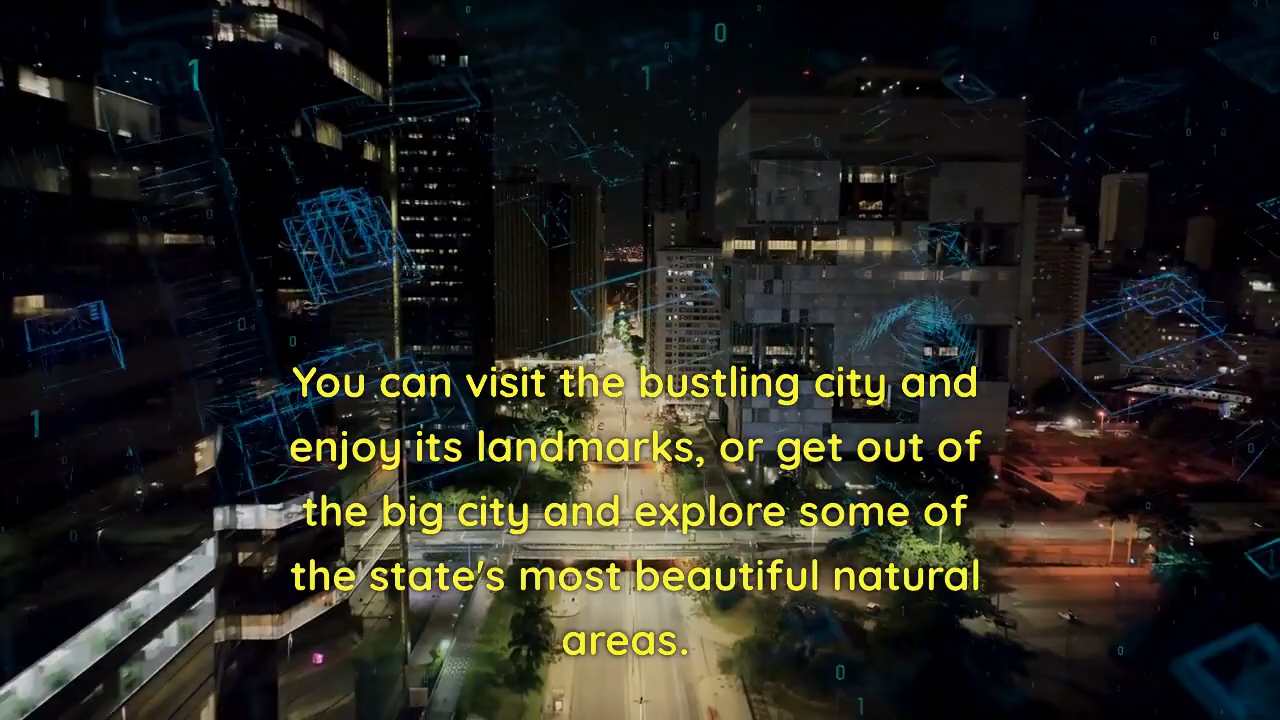 You can visit the bustling city and
enjoy its landmarks, or get out of
the big city and explore some of
the state's most beautiful natural
areas.